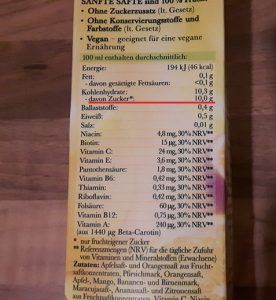 SANFTE SÄFTE sind 100% Frucht
• Ohne Zuckerzusatz (lt. Gesetz)
• Ohne Konservierungsstoffe und
Farbstoffe (lt. Gesetz)
• Vegan – geeignet für eine vegane
Ernährung
100 ml enthalten durchschnittlich:
Energie: 194 kJ (46 kcal)
Fett: 0,1 g
- davon gesättigte Fettsäuren: <0,1 g
Kohlenhydrate: 10,3 g
- davon Zucker*: 10,0 g
Ballaststoffe: 0,4 g
Eiweiß: 0,5 g
Salz: 0,01 g
Niacin: 4,8 mg, 30% NRV**
Biotin: 15 µg, 30% NRV**
Vitamin C: 24 mg, 30% NRV**
Vitamin E: 3,6 mg, 30% NRV**
Pantothensäure: 1,8 mg, 30% NRV**
Vitamin B6: 0,42 mg, 30% NRV**
Thiamin: 0,33 mg, 30% NRV**
Riboflavin: 0,42 mg, 30% NRV**
Folsäure: 60 µg, 30% NRV**
Vitamin B12: 0,75 µg, 30% NRV**
Vitamin A: 240 µg, 30% NRV**
(aus 1440 µg Beta-Carotin)
* nur fruchteigener Zucker
** Referenzmengen (NRV) für die tägliche Zufuhr
von Vitaminen und Mineralstoffen (Erwachsene)
Zutaten: Apfelsaft- und Orangensaft aus Frucht-
saftkonzentraten, Pfirsichmark, Orangensaft,
Apfel-, Mango-, Bananen- und Birnenmark,
Maracujasaft-, Ananassaft- und Zitronensaft
aus Fruchtsaftkonzentraten, Vitamin C, Niacin